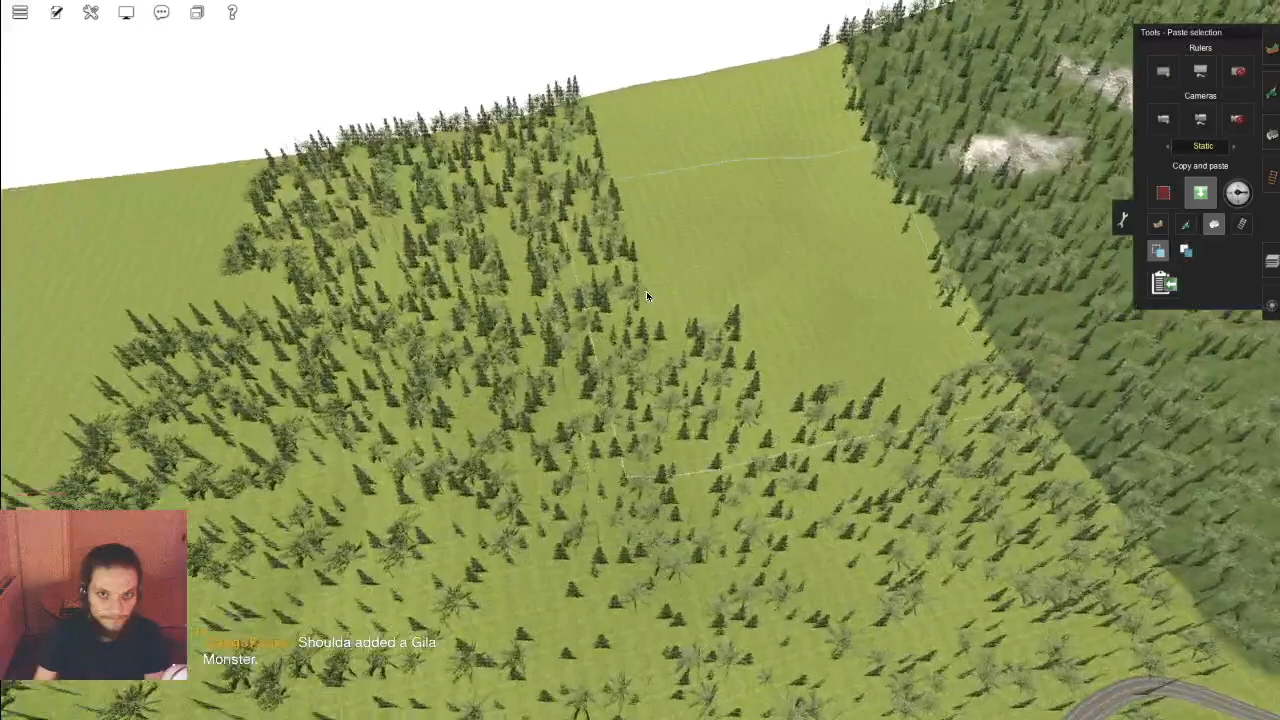 Tools - Paste selection
Rulers
Cameras
Static
Copy and paste
Shoulda added a Gila
Monster.